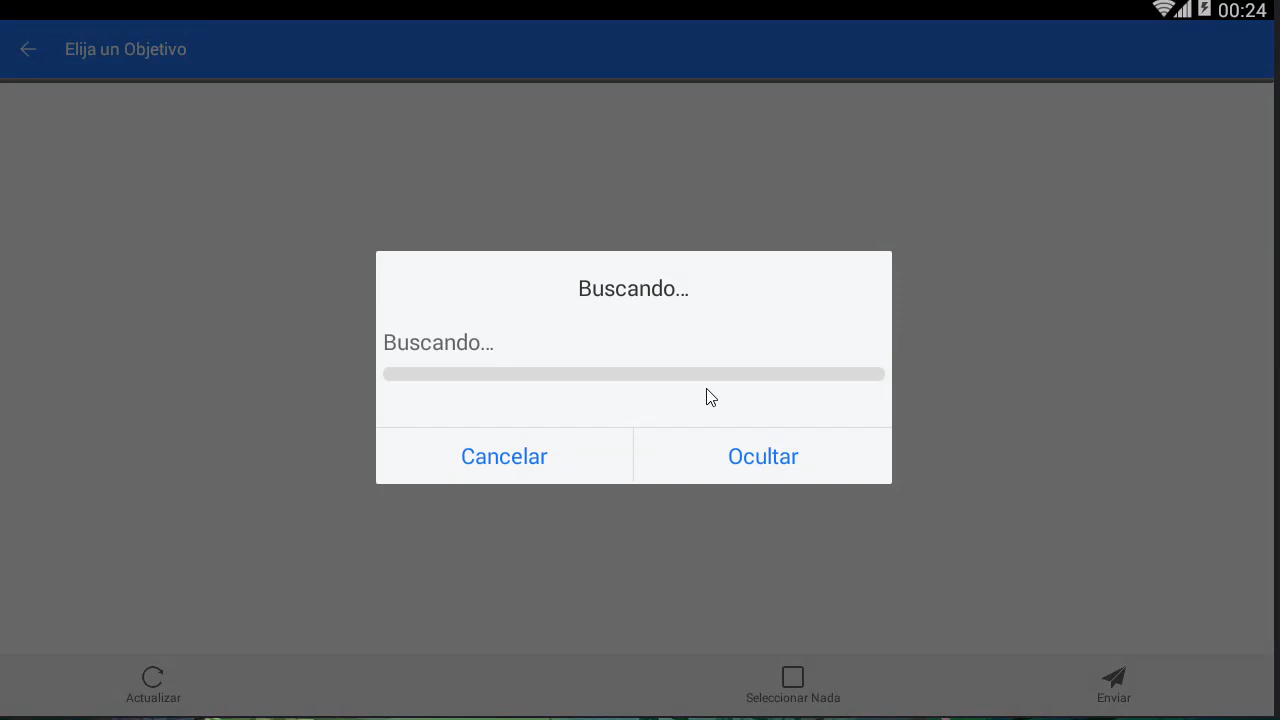 00:24
Elija un Objetivo
Buscando...
Buscando...
Cancelar
Ocultar
Actualizar
Seleccionar Nada
Enviar